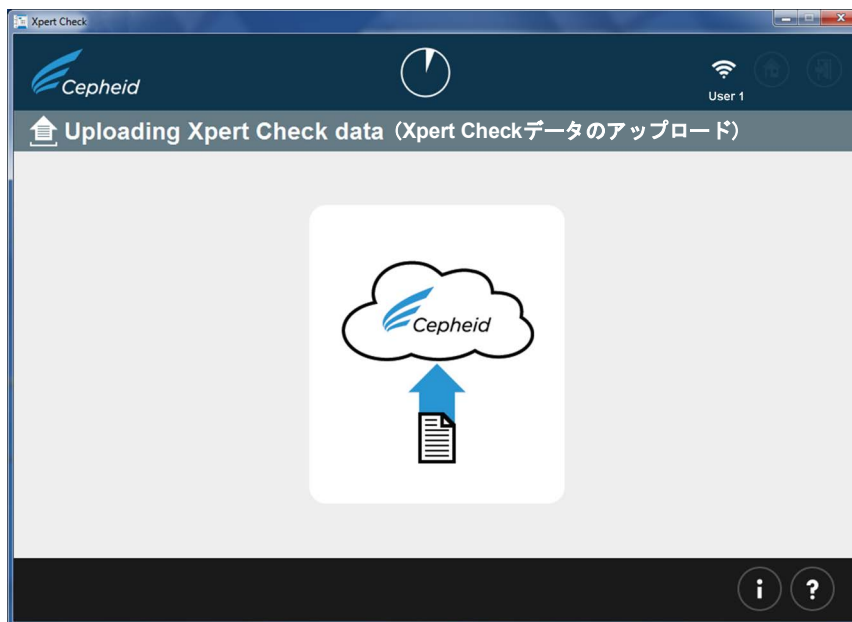 Xpert Check
Cepheid
User 1
Uploading Xpert Check data (Xpert Checkデータのアップロード)
Cepheid
i ?